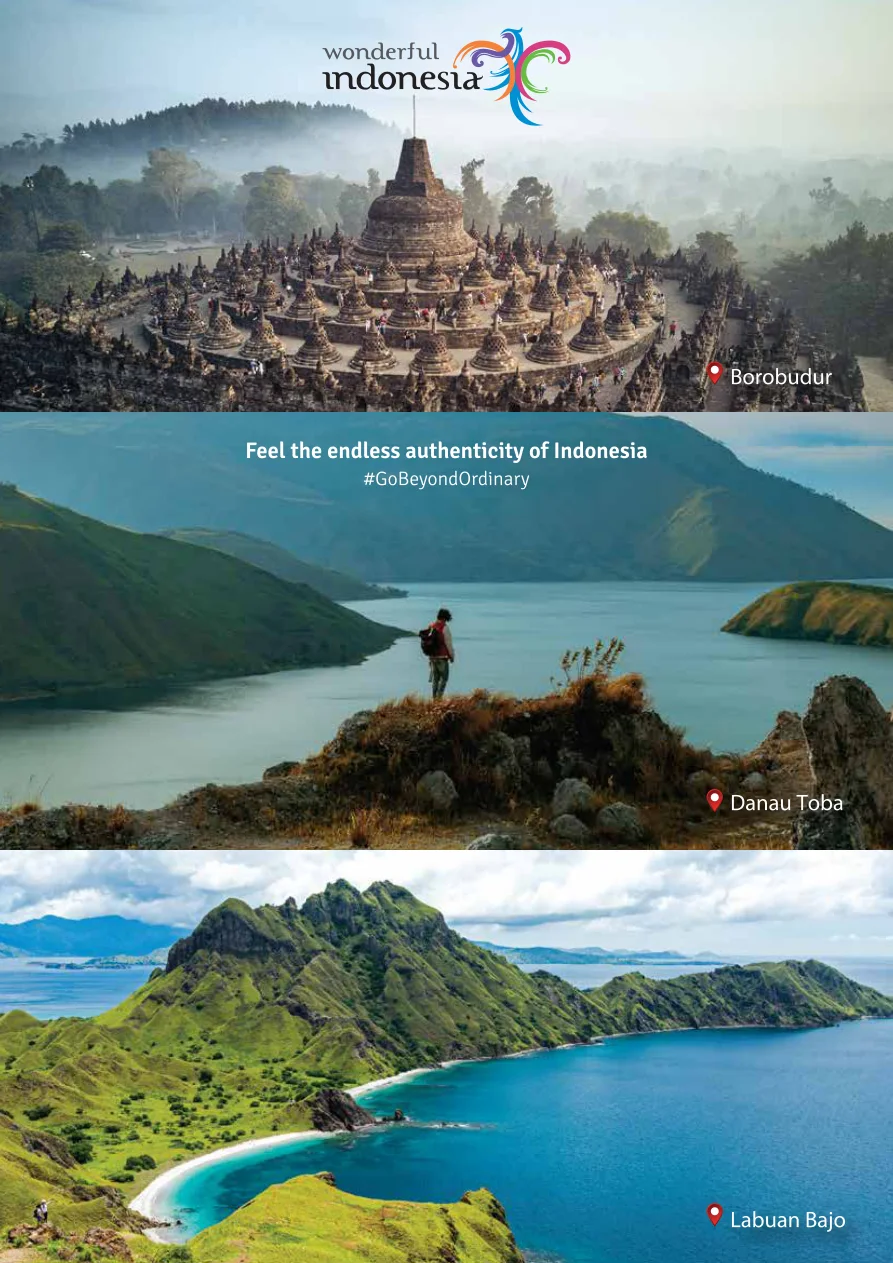 wonderful
indonesia
Borobudur
Feel the endless authenticity of Indonesia
#GoBeyondOrdinary
Danau Toba
Labuan Bajo